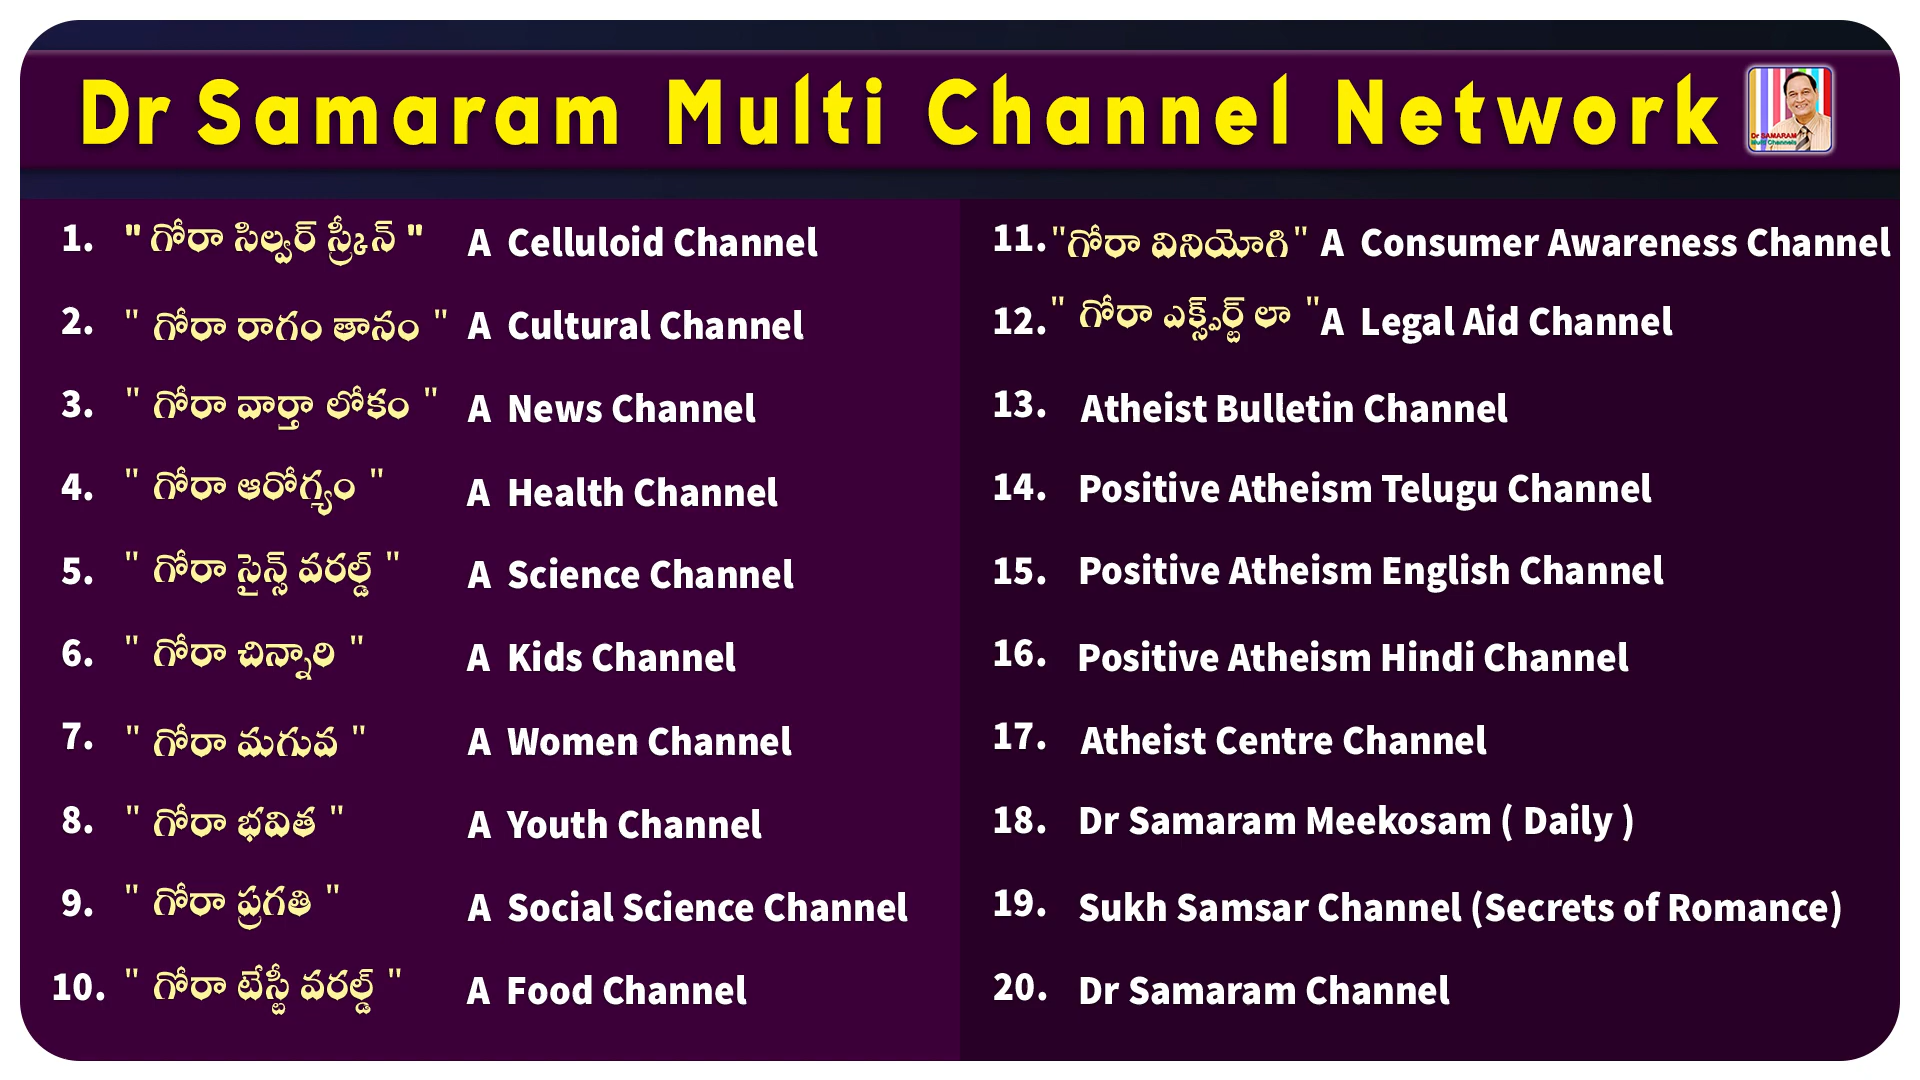 Dr Samaram Multi Channel Network
Dr SAMARAM
Multi Channels
1. " గోరా సిల్వర్ స్క్రీన్ " A Celluloid Channel
2. " గోరా రాగం తానం " A Cultural Channel
3. " గోరా వార్తా లోకం " A News Channel
4. " గోరా ఆరోగ్యం " A Health Channel
5. " గోరా సైన్స్ వరల్డ్ " A Science Channel
6. " గోరా చిన్నారి " A Kids Channel
7. " గోరా మగువ " A Women Channel
8. " గోరా భవిత " A Youth Channel
9. " గోరా ప్రగతి " A Social Science Channel
10. " గోరా టేస్టీ వరల్డ్ " A Food Channel
11. "గోరా వినియోగి" A Consumer Awareness Channel
12. " గోరా ఎక్స్పర్ట్ లా " A Legal Aid Channel
13. Atheist Bulletin Channel
14. Positive Atheism Telugu Channel
15. Positive Atheism English Channel
16. Positive Atheism Hindi Channel
17. Atheist Centre Channel
18. Dr Samaram Meekosam ( Daily )
19. Sukh Samsar Channel (Secrets of Romance)
20. Dr Samaram Channel